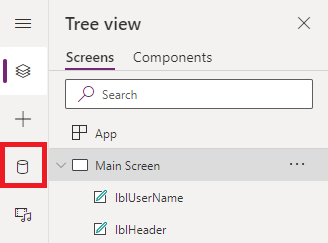 Tree view
Screens Components
Search
App
Main Screen
lblUserName
lblHeader